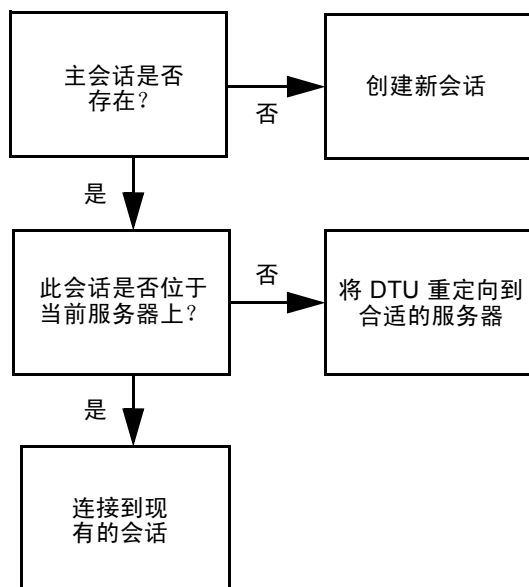 主会话是否
存在？
否
创建新会话
是
此会话是否位于
当前服务器上？
否
将 DTU 重定向到
合适的服务器
是
连接到现
有的会话